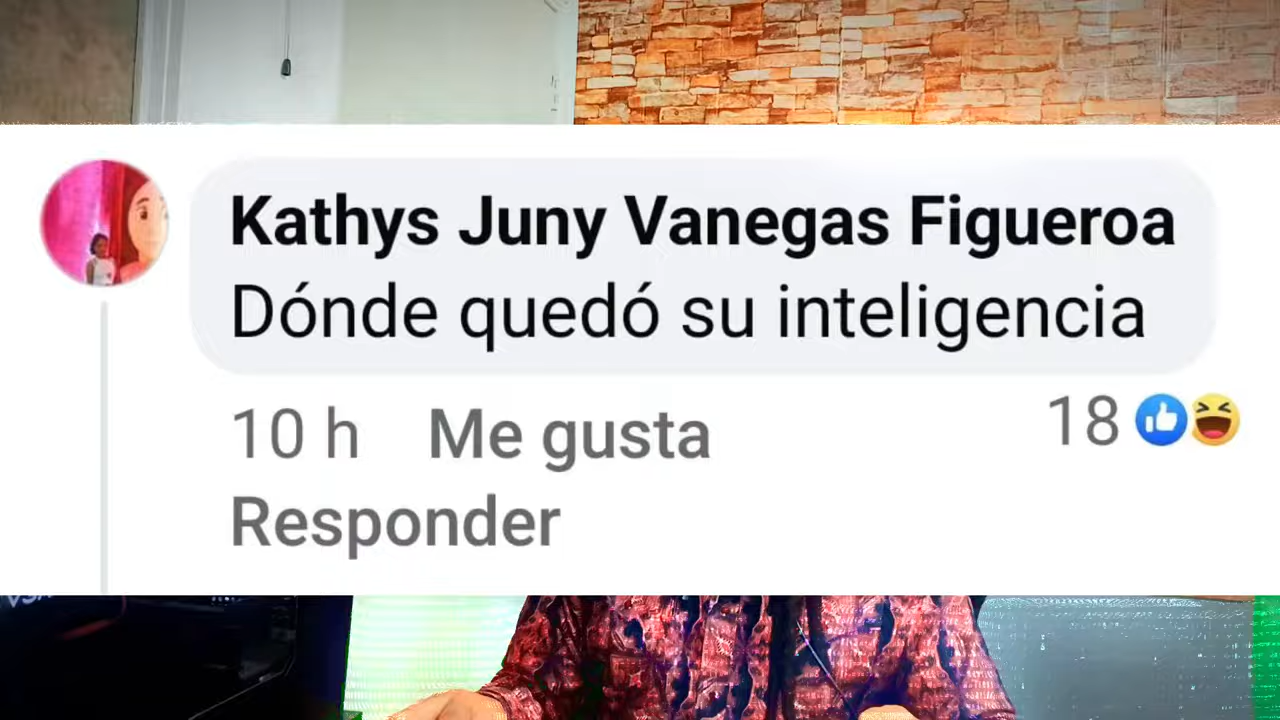 Kathys Juny Vanegas Figueroa
Dónde quedó su inteligencia
10 h Me gusta 18
Responder